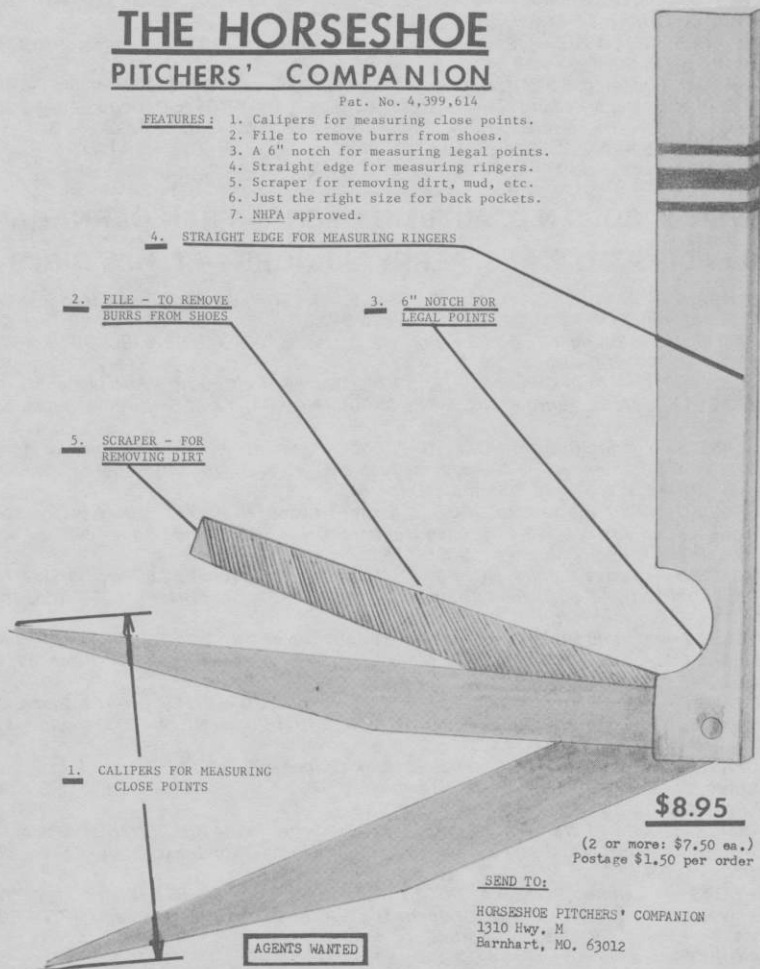 THE HORSESHOE
PITCHERS' COMPANION
Pat. No. 4,399,614
FEATURES: 1. Calipers for measuring close points.
2. File to remove burrs from shoes.
3. A 6" notch for measuring legal points.
4. Straight edge for measuring ringers.
5. Scraper for removing dirt, mud, etc.
6. Just the right size for back pockets.
7. NHPA approved.
4. STRAIGHT EDGE FOR MEASURING RINGERS
2. FILE - TO REMOVE
BURRS FROM SHOES
3. 6" NOTCH FOR
LEGAL POINTS
5. SCRAPER - FOR
REMOVING DIRT
1. CALIPERS FOR MEASURING
CLOSE POINTS
$8.95
(2 or more: $7.50 ea.)
Postage $1.50 per order
SEND TO:
HORSESHOE PITCHERS' COMPANION
1310 Hwy. M
Barnhart, MO. 63012
AGENTS WANTED